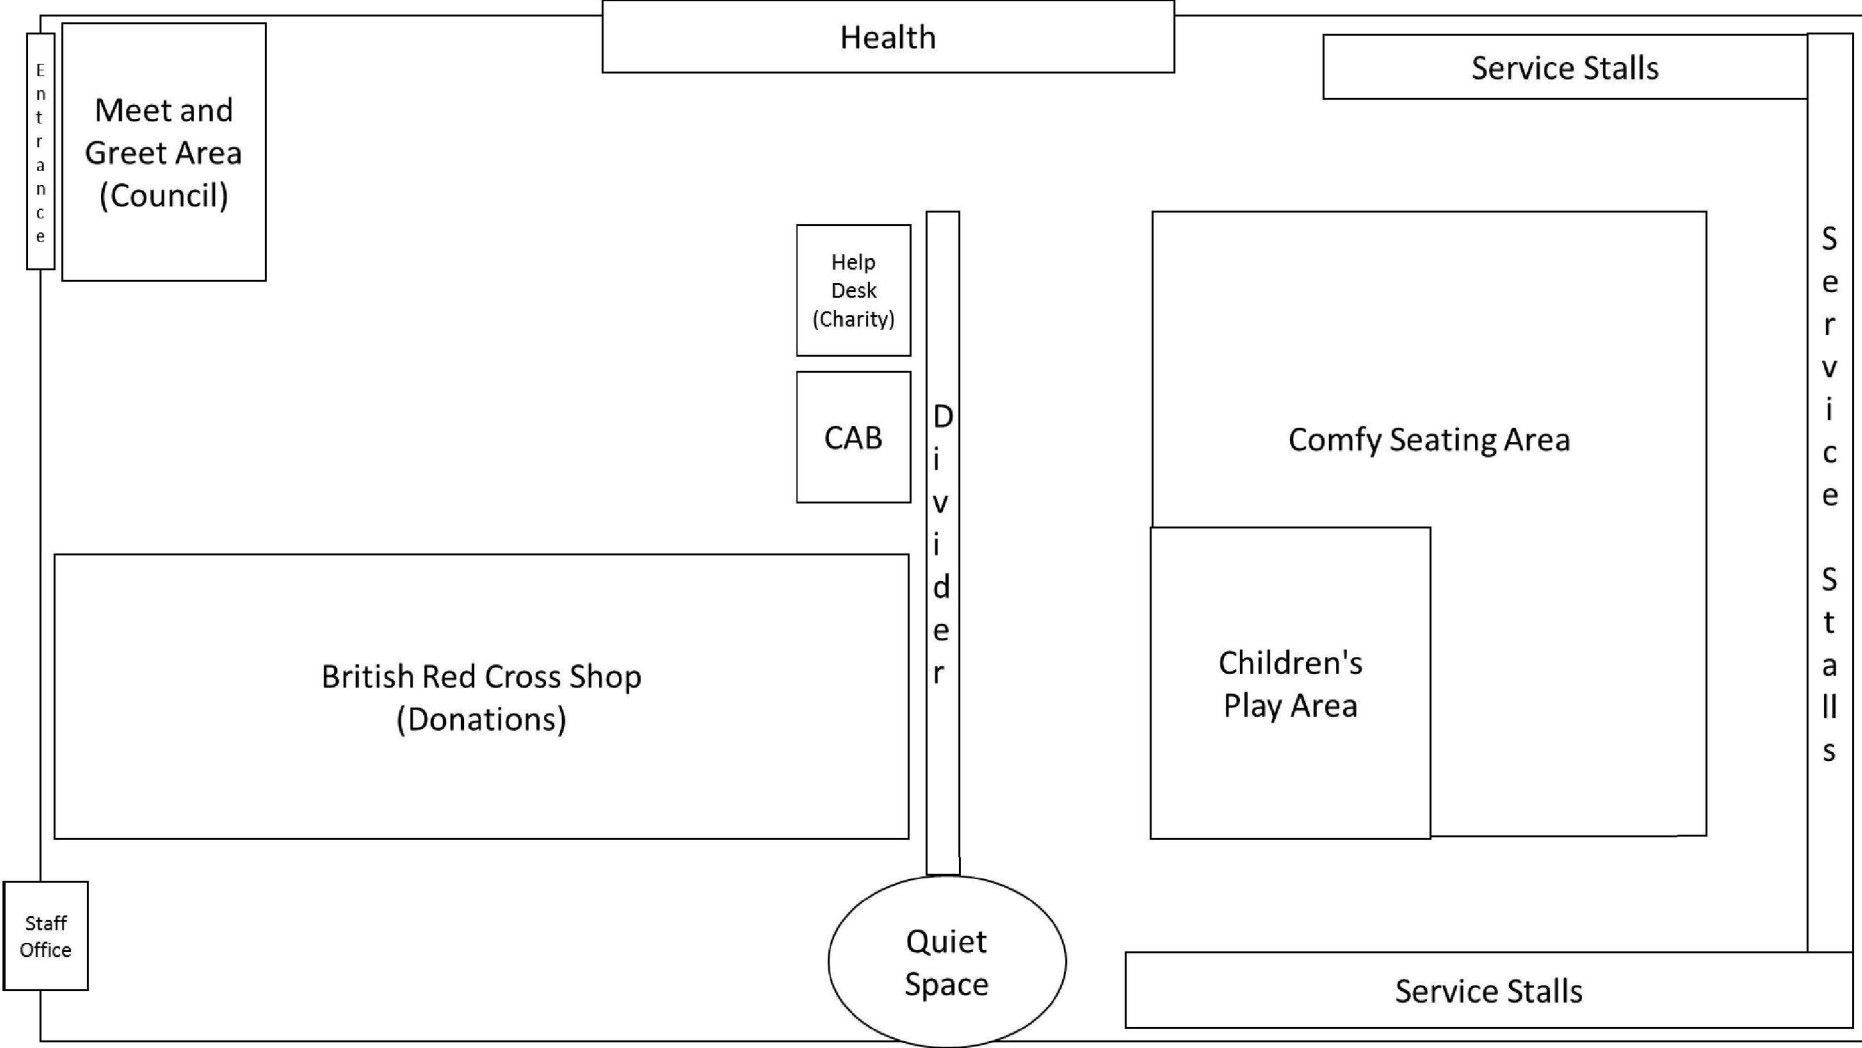 Health
Service Stalls
Entrance
Meet and
Greet Area
(Council)
Help
Desk
(Charity)
CAB
Divider
Comfy Seating Area
Service Stalls
British Red Cross Shop
(Donations)
Children's
Play Area
Staff
Office
Quiet
Space
Service Stalls